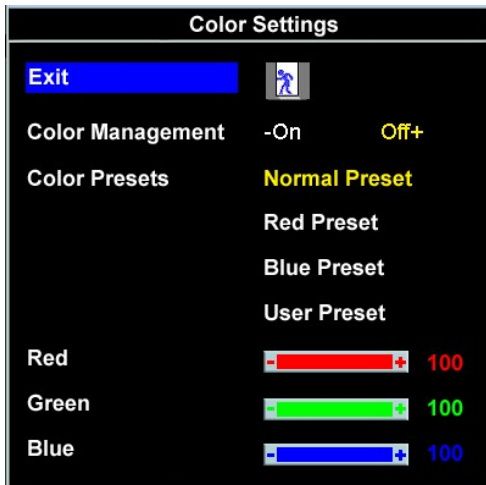 Color Settings
Exit
Color Management -On Off+
Color Presets Normal Preset
Red Preset
Blue Preset
User Preset
Red - + 100
Green - + 100
Blue - + 100